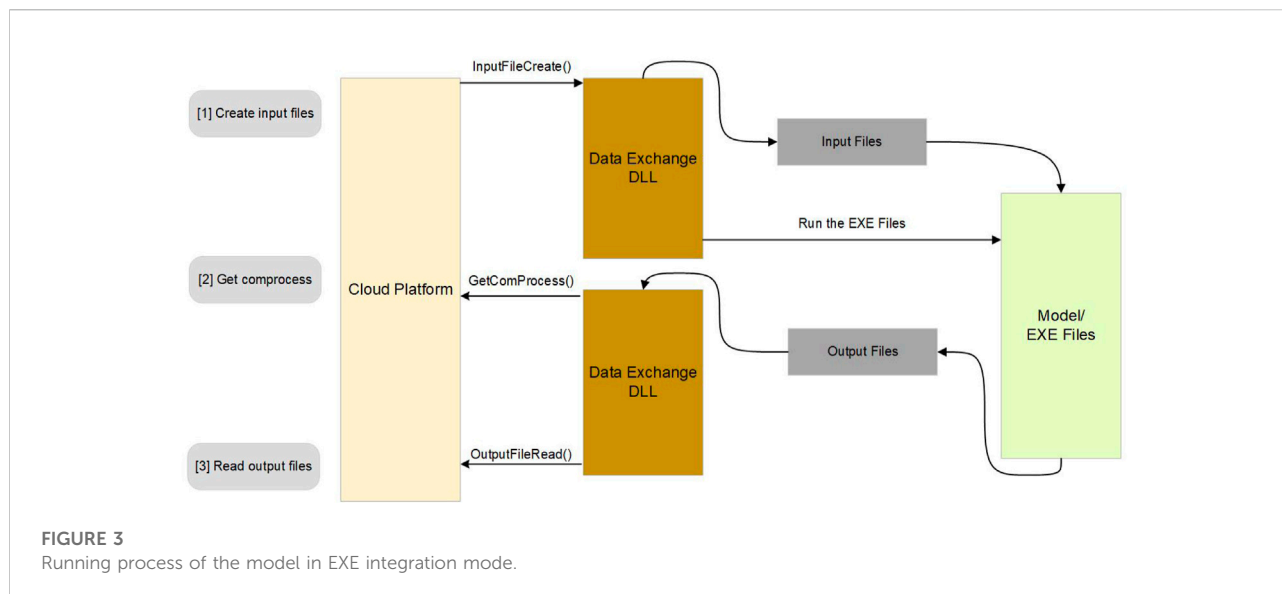 InputFileCreate()
[1] Create input files
Input Files
Data Exchange
DLL
Run the EXE Files
[2] Get comprocess
GetComProcess()
Cloud Platform
Model/
EXE Files
Output Files
Data Exchange
DLL
[3] Read output files
OutputFileRead()
FIGURE 3
Running process of the model in EXE integration mode.